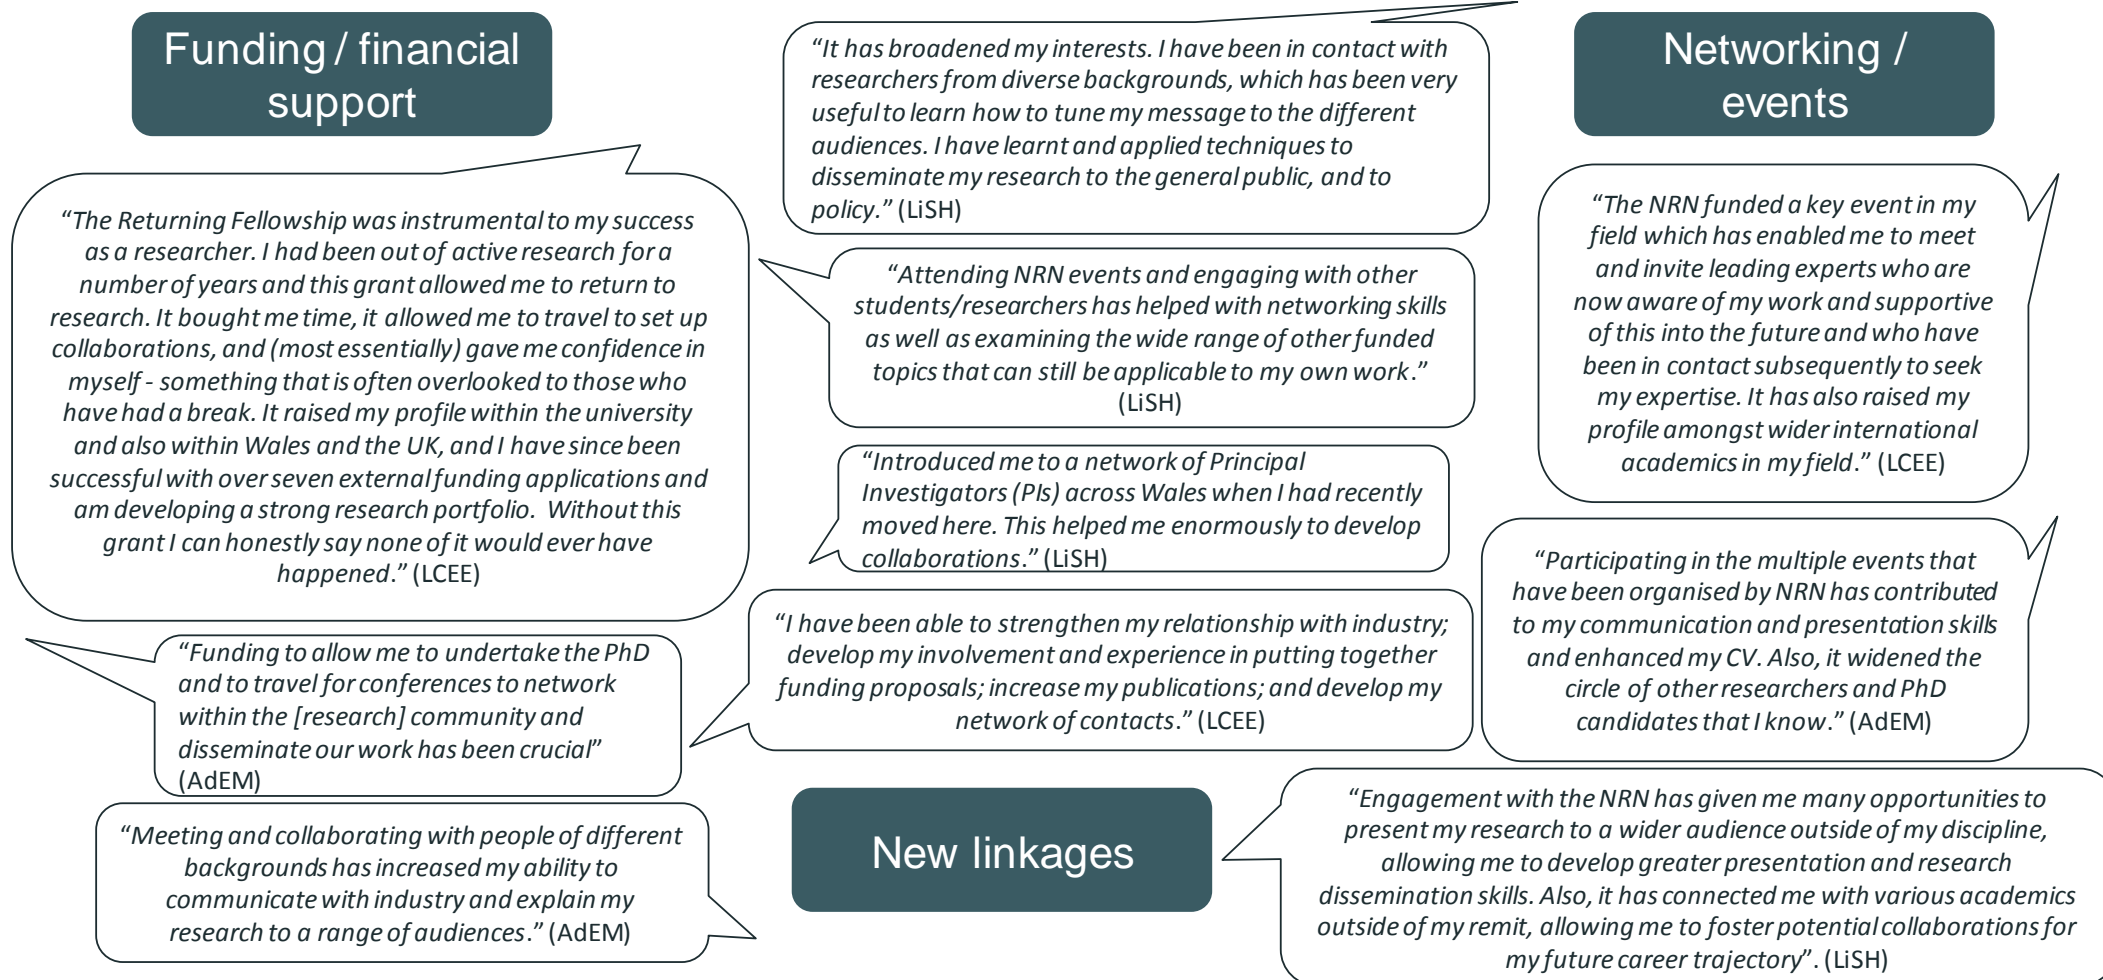 Funding / financial
support
“The Returning Fellowship was instrumental to my success
as a researcher. I had been out of active research for a
number of years and this grant allowed me to return to
research. It bought me time, it allowed me to travel to set up
collaborations, and (most essentially) gave me confidence in
myself - something that is often overlooked to those who
have had a break. It raised my profile within the university
and also within Wales and the UK, and I have since been
successful with over seven external funding applications and
am developing a strong research portfolio. Without this
grant I can honestly say none of it would ever have
happened.” (LCEE)
“Funding to allow me to undertake the PhD
and to travel for conferences to network
within the [research] community and
disseminate our work has been crucial”
(AdEM)
“Meeting and collaborating with people of different
backgrounds has increased my ability to
communicate with industry and explain my
research to a range of audiences.” (AdEM)
“It has broadened my interests. I have been in contact with
researchers from diverse backgrounds, which has been very
useful to learn how to tune my message to the different
audiences. I have learnt and applied techniques to
disseminate my research to the general public, and to
policy.” (LiSH)
“Attending NRN events and engaging with other
students/researchers has helped with networking skills
as well as examining the wide range of other funded
topics that can still be applicable to my own work.”
(LiSH)
“Introduced me to a network of Principal
Investigators (PIs) across Wales when I had recently
moved here. This helped me enormously to develop
collaborations.” (LiSH)
“I have been able to strengthen my relationship with industry;
develop my involvement and experience in putting together
funding proposals; increase my publications; and develop my
network of contacts.” (LCEE)
New linkages
Networking /
events
“The NRN funded a key event in my
field which has enabled me to meet
and invite leading experts who are
now aware of my work and supportive
of this into the future and who have
been in contact subsequently to seek
my expertise. It has also raised my
profile amongst wider international
academics in my field.” (LCEE)
“Participating in the multiple events that
have been organised by NRN has contributed
to my communication and presentation skills
and enhanced my CV. Also, it widened the
circle of other researchers and PhD
candidates that I know.” (AdEM)
“Engagement with the NRN has given me many opportunities to
present my research to a wider audience outside of my discipline,
allowing me to develop greater presentation and research
dissemination skills. Also, it has connected me with various academics
outside of my remit, allowing me to foster potential collaborations for
my future career trajectory”. (LiSH)